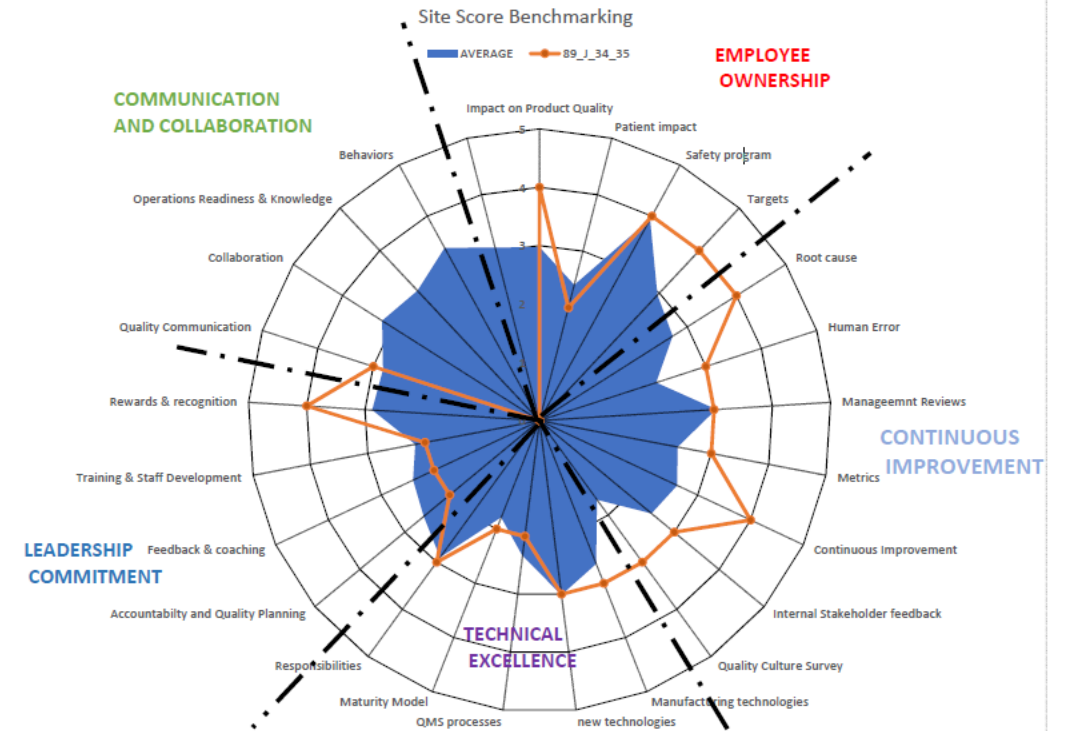 Site Score Benchmarking
AVERAGE
89_J_34_35
EMPLOYEE
OWNERSHIP
COMMUNICATION
AND COLLABORATION
Impact on Product Quality
Patient impact
Safety program
Targets
Root cause
Human Error
Manageemnt Reviews
CONTINUOUS
IMPROVEMENT
Metrics
Continuous Improvement
Internal Stakeholder feedback
Quality Culture Survey
Manufacturing technologies
new technologies
TECHNICAL
EXCELLENCE
QMS processes
Maturity Model
Responsibilities
Accountabilty and Quality Planning
LEADERSHIP
COMMITMENT
Feedback & coaching
Training & Staff Development
Rewards & recognition
Quality Communication
Collaboration
Operations Readiness & Knowledge
Behaviors
5
4
3
2